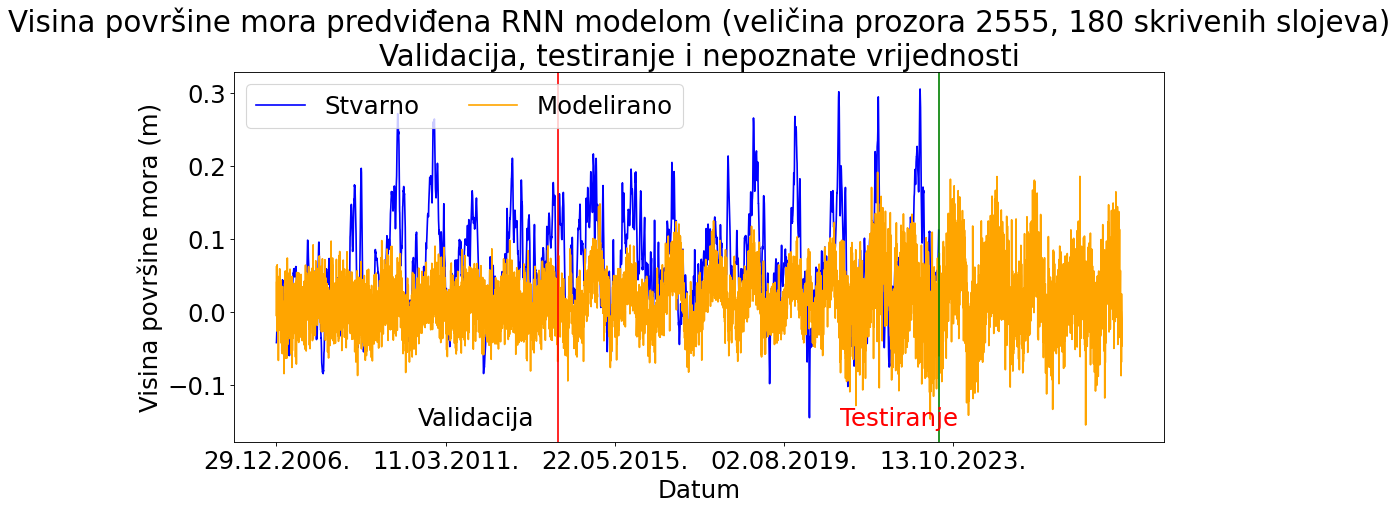 Visina površine mora predviđena RNN modelom (veličina prozora 2555, 180 skrivenih slojeva)
Validacija, testiranje i nepoznate vrijednosti
Stvarno Modelirano
Visina površine mora (m)
0.3
0.2
0.1
0.0
−0.1
Validacija Testiranje
29.12.2006. 11.03.2011. 22.05.2015. 02.08.2019. 13.10.2023.
Datum